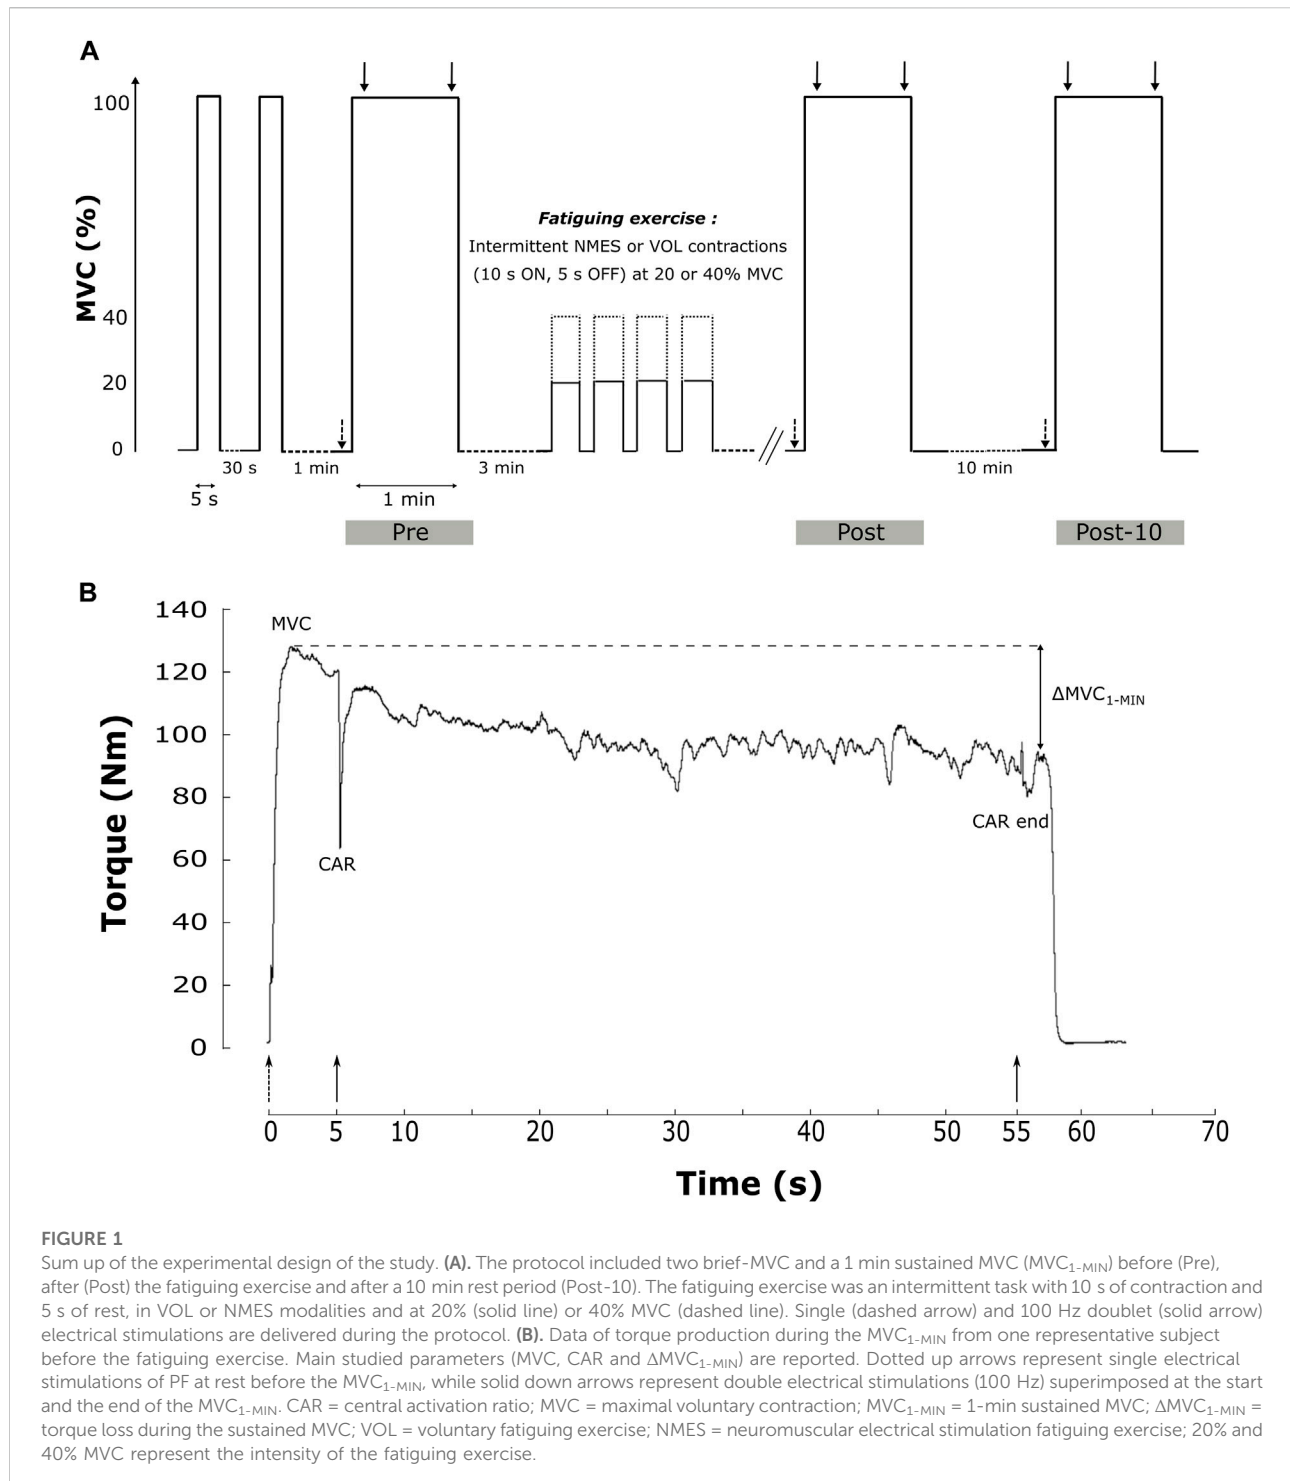 A
100
MVC (%)
40
20
0
Fatiguing exercise :
Intermittent NMES or VOL contractions
(10 s ON, 5 s OFF) at 20 or 40% MVC
30 s
1 min
3 min
10 min
5 s
1 min
Pre
Post
Post-10
B
140
120
100
80
60
40
20
0
Torque (Nm)
MVC
ΔMVC1-MIN
CAR
CAR end
0 5 10 20 30 40 50 55 60 70
Time (s)
FIGURE 1
Sum up of the experimental design of the study. (A). The protocol included two brief-MVC and a 1 min sustained MVC (MVC1-MIN) before (Pre),
after (Post) the fatiguing exercise and after a 10 min rest period (Post-10). The fatiguing exercise was an intermittent task with 10 s of contraction and
5 s of rest, in VOL or NMES modalities and at 20% (solid line) or 40% MVC (dashed line). Single (dashed arrow) and 100 Hz doublet (solid arrow)
electrical stimulations are delivered during the protocol. (B). Data of torque production during the MVC1-MIN from one representative subject
before the fatiguing exercise. Main studied parameters (MVC, CAR and ΔMVC1-MIN) are reported. Dotted up arrows represent single electrical
stimulations of PF at rest before the MVC1-MIN, while solid down arrows represent double electrical stimulations (100 Hz) superimposed at the start
and the end of the MVC1-MIN. CAR = central activation ratio; MVC = maximal voluntary contraction; MVC1-MIN = 1-min sustained MVC; ΔMVC1-MIN =
torque loss during the sustained MVC; VOL = voluntary fatiguing exercise; NMES = neuromuscular electrical stimulation fatiguing exercise; 20% and
40% MVC represent the intensity of the fatiguing exercise.